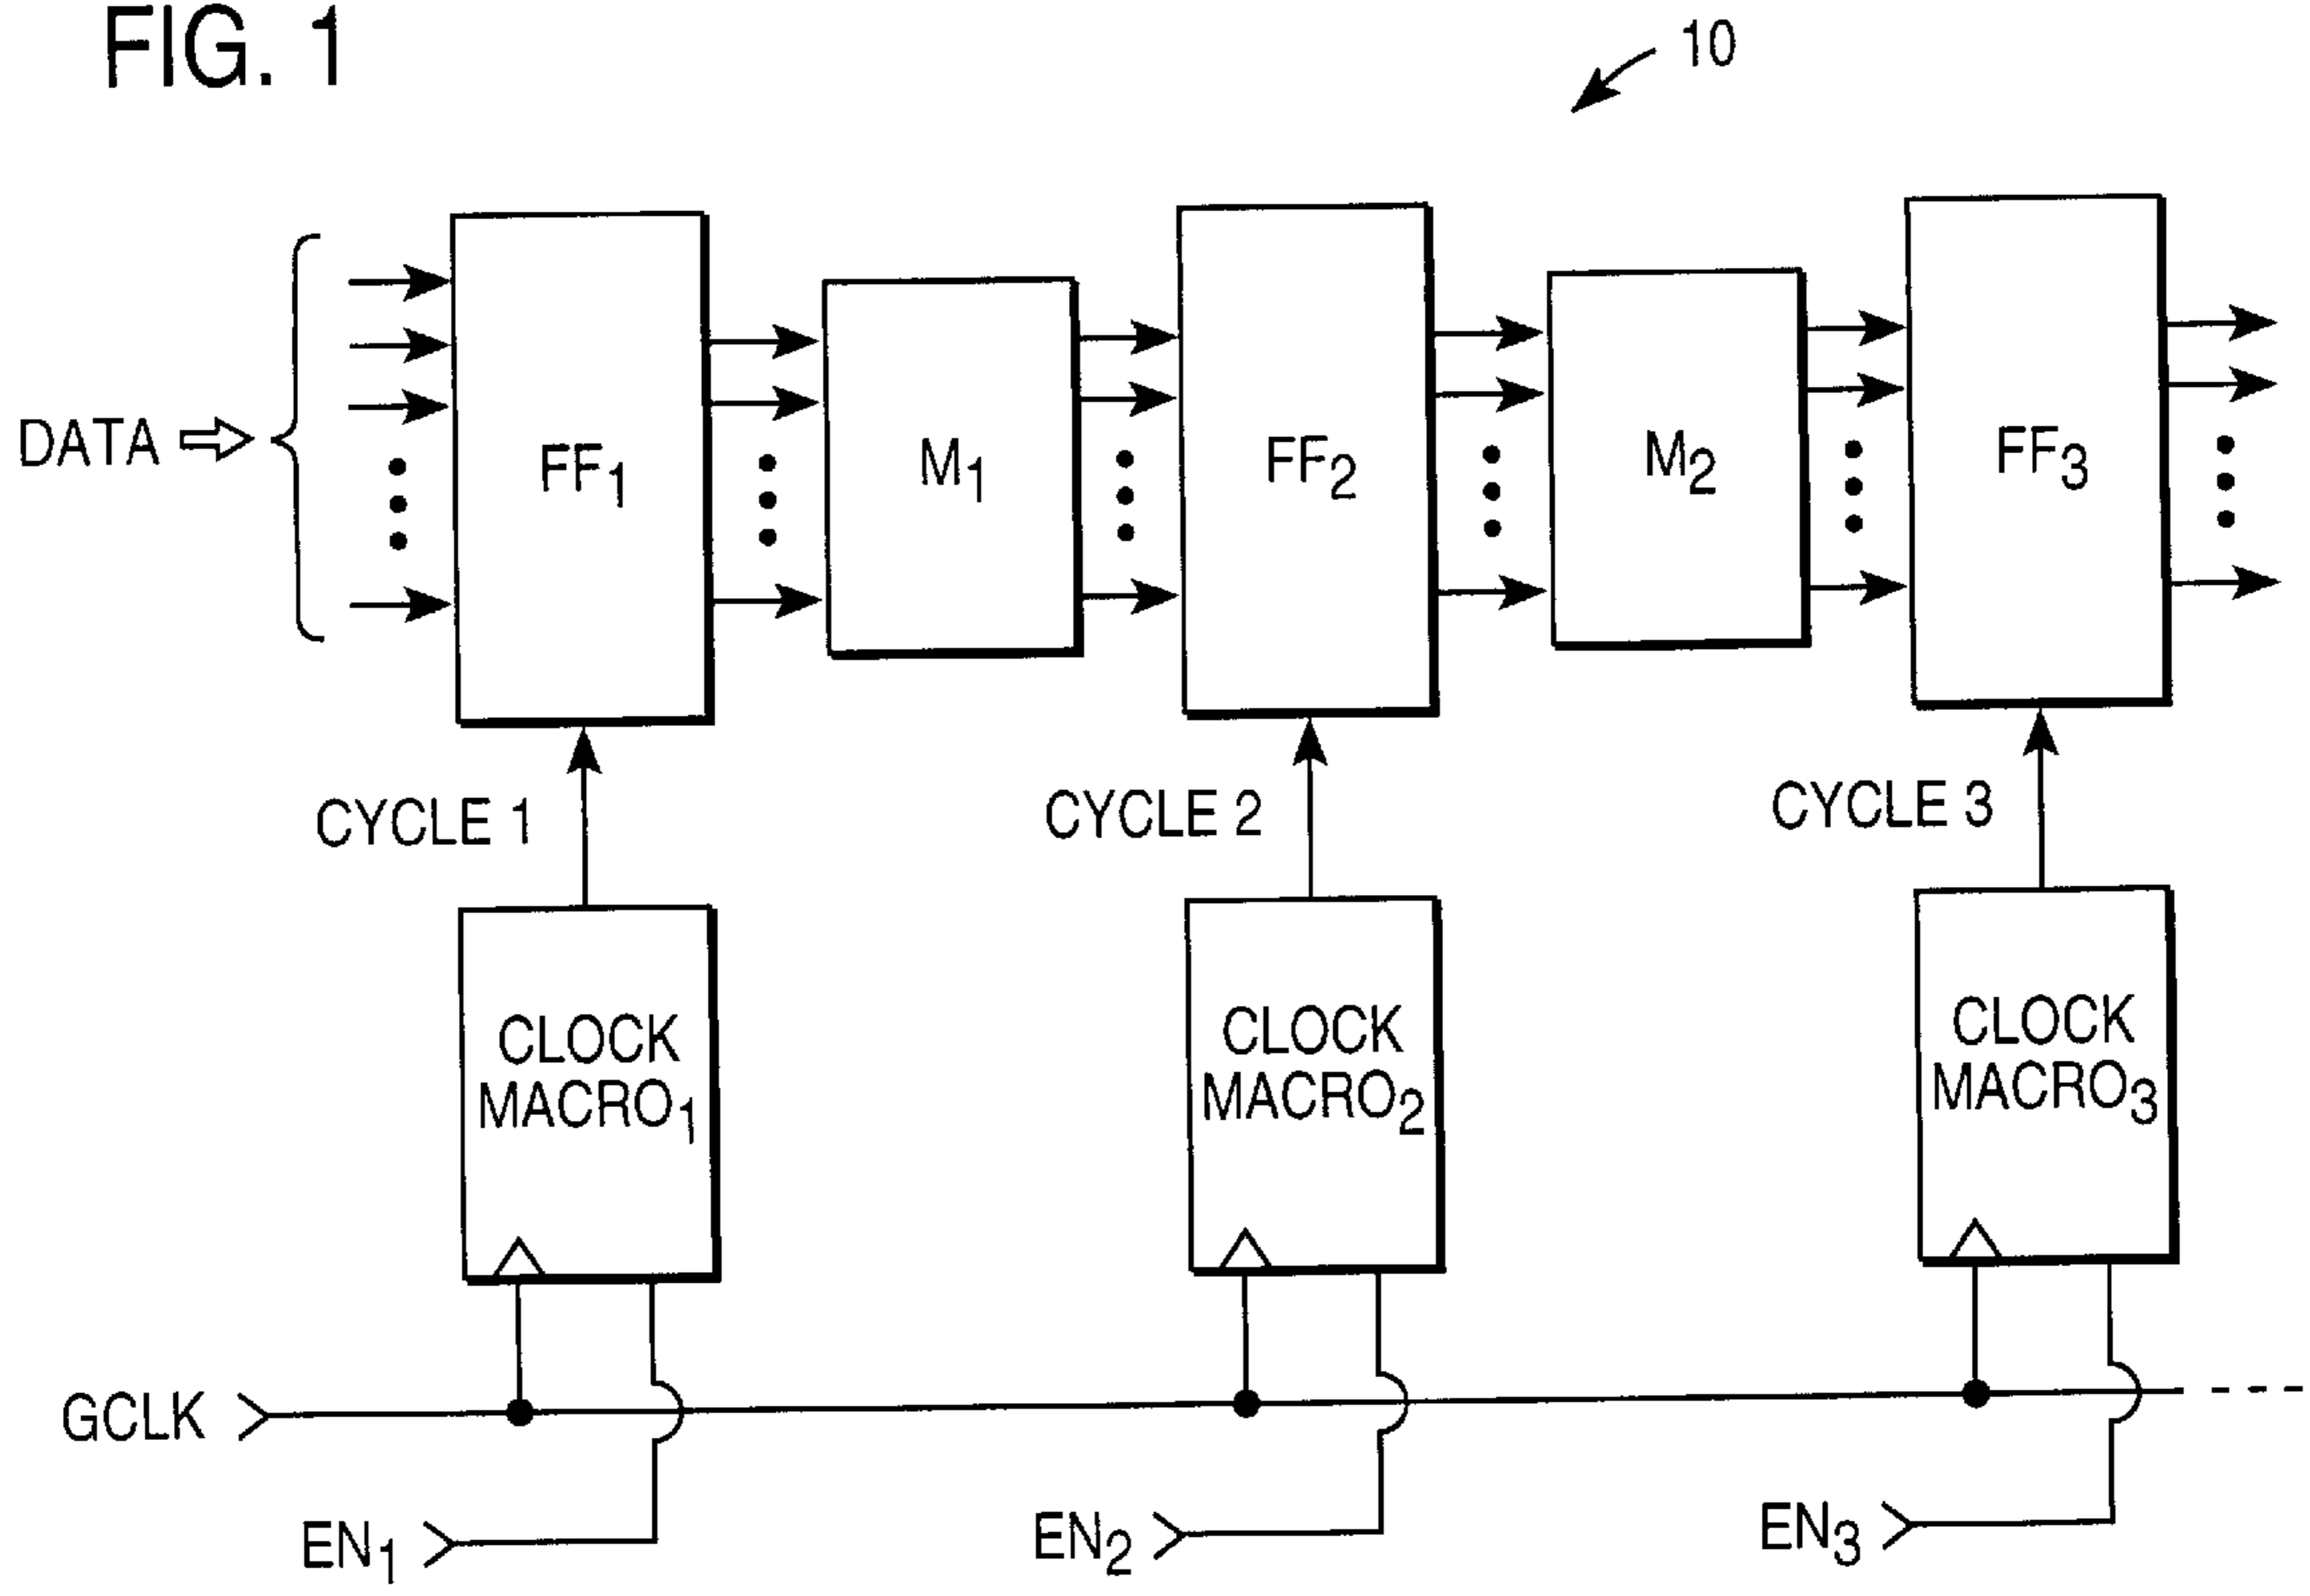 FIG. 1
10
DATA
FF1
M1
FF2
M2
FF3
CYCLE 1
CYCLE 2
CYCLE 3
CLOCK
MACRO1
CLOCK
MACRO2
CLOCK
MACRO3
GCLK
EN1
EN2
EN3